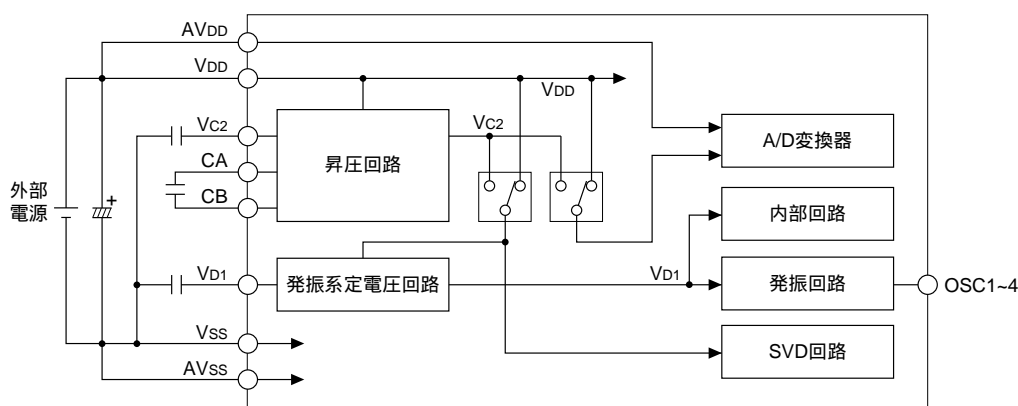 AVDD
VDD
VDD
VC2
VC2
CA
CB
昇圧回路
A/D変換器
外部
電源
+
内部回路
VD1
発振系定電圧回路
VD1
発振回路
OSC1~4
VSS
SVD回路
AVSS